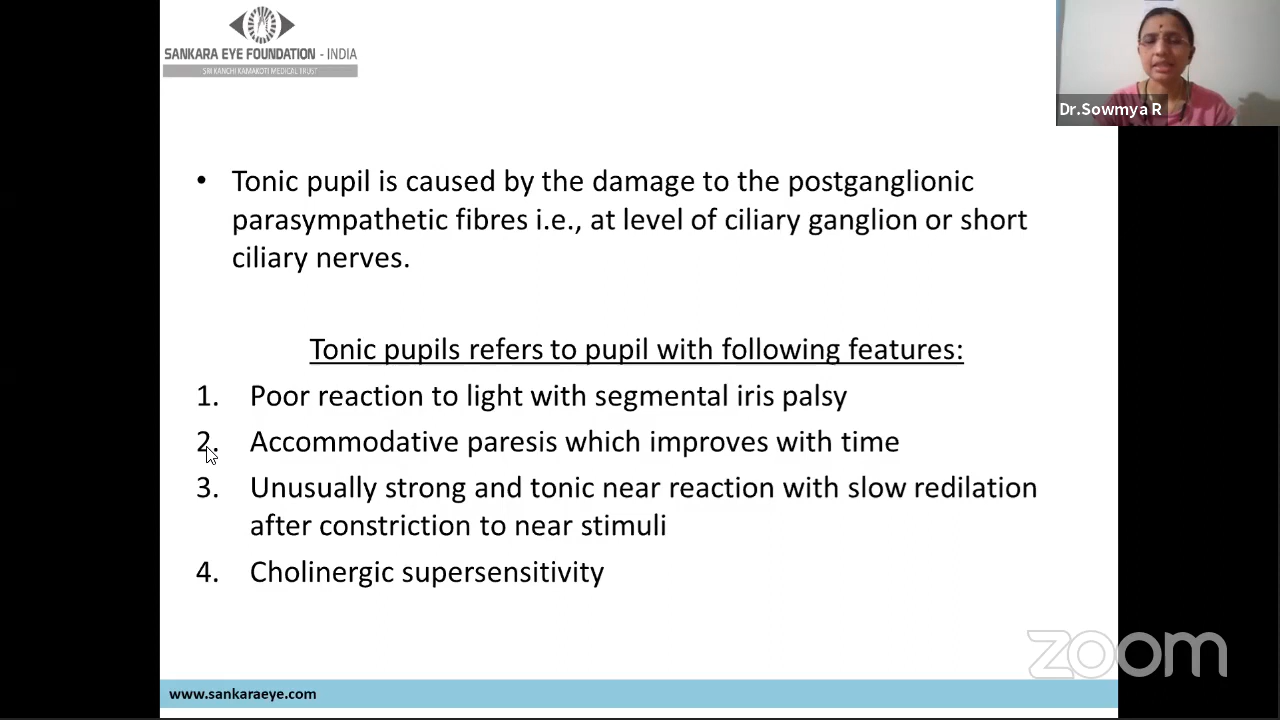 SANKARA EYE FOUNDATION - INDIA
SRI KANCHI KAMAKOTI MEDICAL TRUST
Dr.Sowmya R
• Tonic pupil is caused by the damage to the postganglionic
parasympathetic fibres i.e., at level of ciliary ganglion or short
ciliary nerves.
Tonic pupils refers to pupil with following features:
1. Poor reaction to light with segmental iris palsy
2. Accommodative paresis which improves with time
3. Unusually strong and tonic near reaction with slow redilation
after constriction to near stimuli
4. Cholinergic supersensitivity
zoom
www.sankaraeye.com